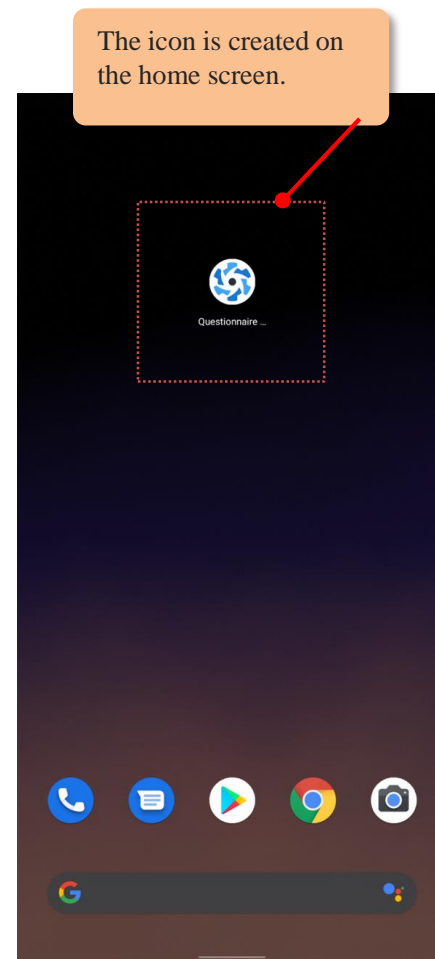 The icon is created on
the home screen.
Questionnaire ...